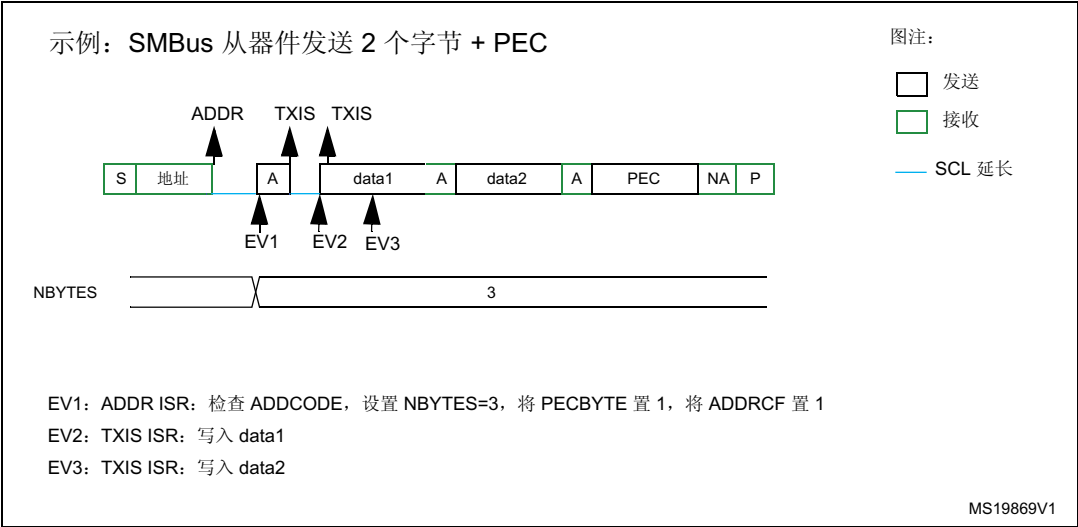 示例：SMBus 从器件发送 2 个字节 + PEC
图注：
发送
接收
SCL 延长
ADDR TXIS TXIS
S 地址 A data1 A data2 A PEC NA P
EV1 EV2 EV3
NBYTES 3
EV1：ADDR ISR：检查 ADDCODE，设置 NBYTES=3，将 PECBYTE 置 1，将 ADDRCF 置 1
EV2：TXIS ISR：写入 data1
EV3：TXIS ISR：写入 data2
MS19869V1